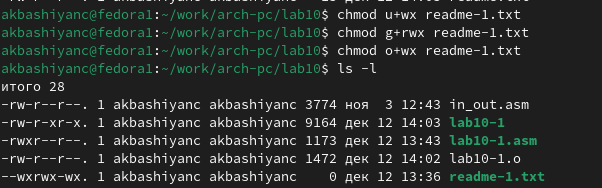 akbashiyanc@fedora1:~/work/arch-pc/lab10$ chmod u+wx readme-1.txt
akbashiyanc@fedora1:~/work/arch-pc/lab10$ chmod g+rwx readme-1.txt
akbashiyanc@fedora1:~/work/arch-pc/lab10$ chmod o+wx readme-1.txt
akbashiyanc@fedora1:~/work/arch-pc/lab10$ ls -l
итого 28
-rw-r--r--. 1 akbashiyanc akbashiyanc 3774 ноя  3 12:43 in_out.asm
-rw-r-xr-x. 1 akbashiyanc akbashiyanc 9164 дек 12 14:03 lab10-1
-rwxr--r--. 1 akbashiyanc akbashiyanc 1173 дек 12 13:43 lab10-1.asm
-rw-r--r--. 1 akbashiyanc akbashiyanc 1472 дек 12 14:02 lab10-1.o
--wxrwx-wx. 1 akbashiyanc akbashiyanc    0 дек 12 13:36 readme-1.txt